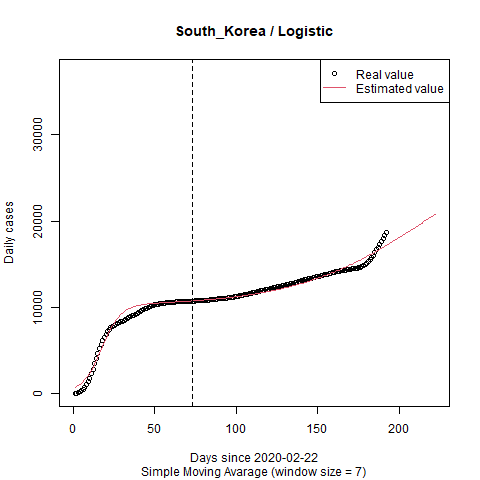 South_Korea / Logistic
Real value
Estimated value
Daily cases
0
10000
20000
30000
0
50
100
150
200
Days since 2020-02-22
Simple Moving Avarage (window size = 7)